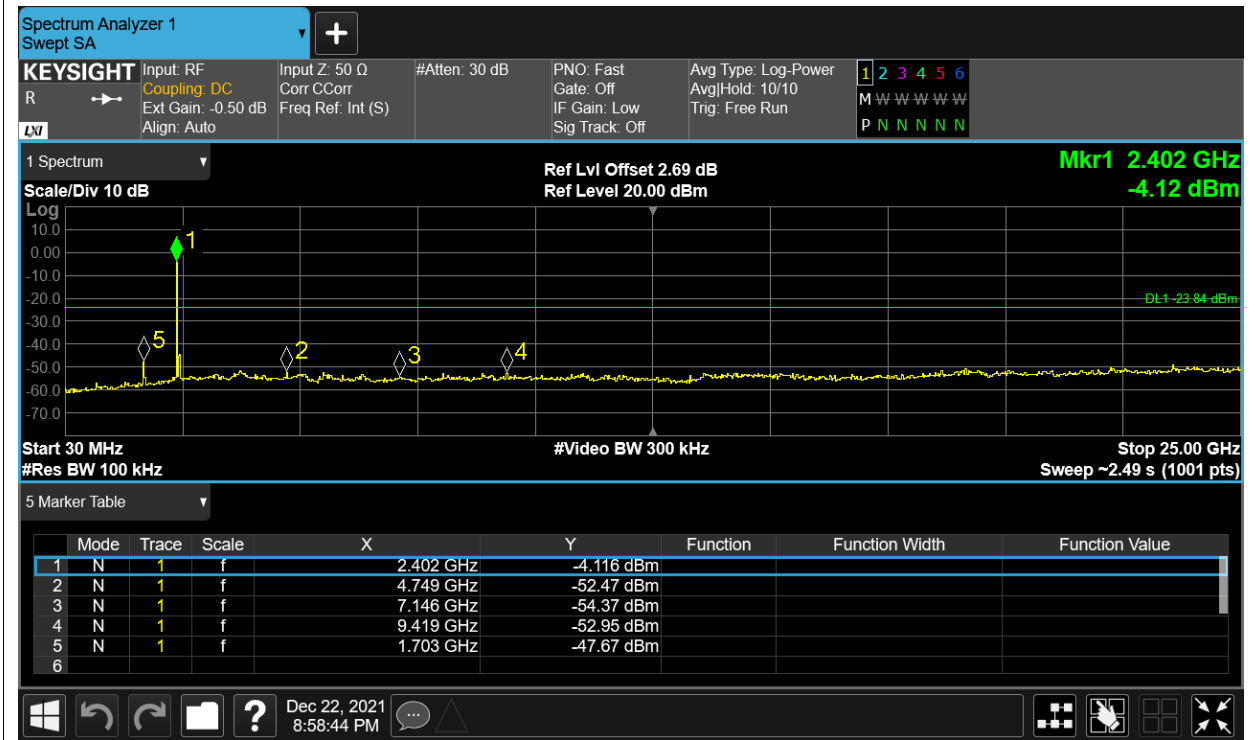 Spectrum Analyzer 1
Swept SA
KEYSIGHT
R
LXI
Input: RF
Coupling: DC
Ext Gain: -0.50 dB
Align: Auto
Input Z: 50 Ω
Corr CCorr
Freq Ref: Int (S)
#Atten: 30 dB
PNO: Fast
Gate: Off
IF Gain: Low
Sig Track: Off
Avg Type: Log-Power
Avg|Hold: 10/10
Trig: Free Run
1 2 3 4 5 6
M W W W W W
P N N N N N
1 Spectrum
Scale/Div 10 dB
Ref Lvl Offset 2.69 dB
Ref Level 20.00 dBm
Mkr1 2.402 GHz
-4.12 dBm
Log
10.0
0.00
-10.0
-20.0
-30.0
-40.0
-50.0
-60.0
-70.0
1
5
2
3
4
DL1 -23.84 dBm
Start 30 MHz
#Video BW 300 kHz
Stop 25.00 GHz
#Res BW 100 kHz
Sweep ~2.49 s (1001 pts)
5 Marker Table
Mode Trace Scale X Y Function Function Width Function Value
1 N 1 f 2.402 GHz -4.116 dBm
2 N 1 f 4.749 GHz -52.47 dBm
3 N 1 f 7.146 GHz -54.37 dBm
4 N 1 f 9.419 GHz -52.95 dBm
5 N 1 f 1.703 GHz -47.67 dBm
6
?
Dec 22, 2021
8:58:44 PM